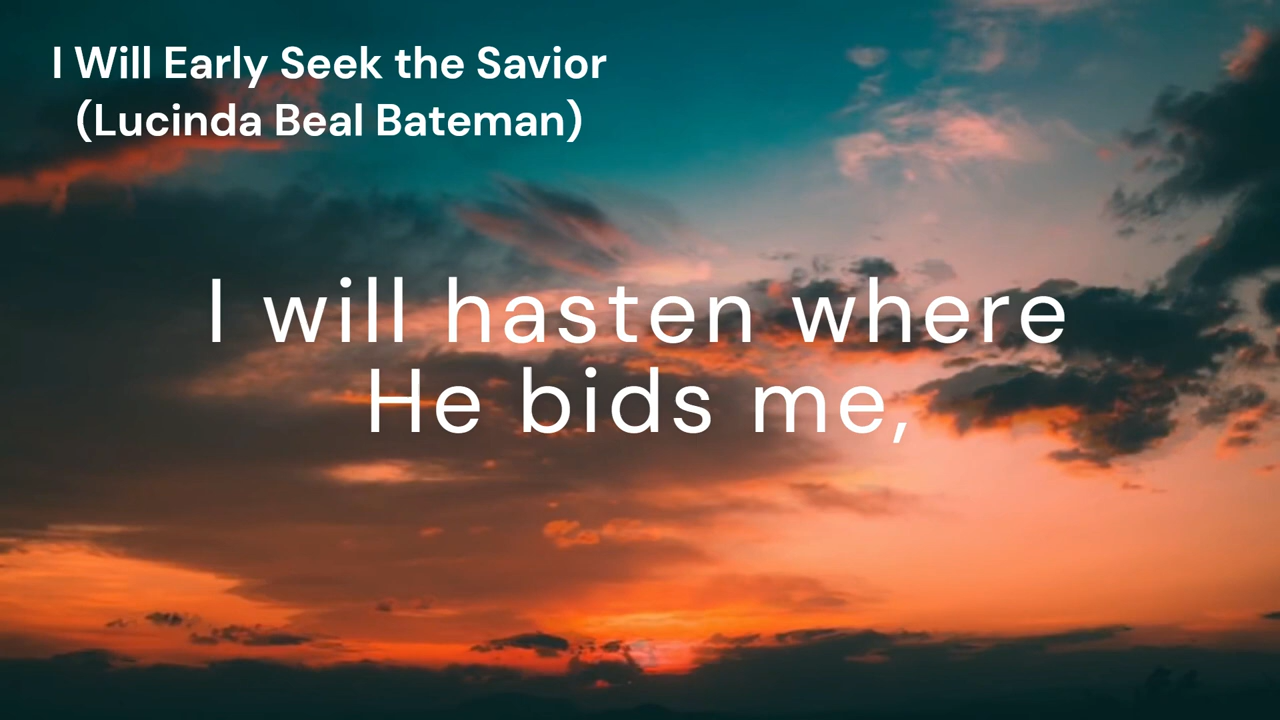 I Will Early Seek the Savior
(Lucinda Beal Bateman)
I will hasten where
He bids me,